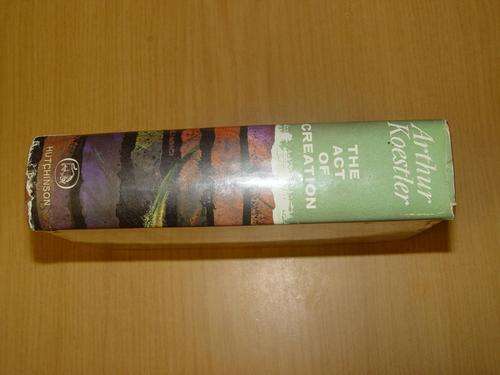 Arthur
Koestler
THE
ACT
OF
CREATION
HUTCHINSON